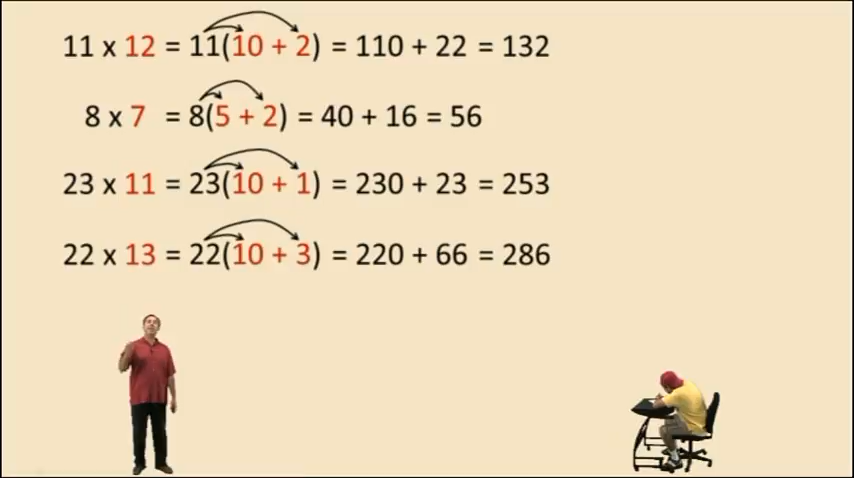 11 x 12 = 11(10 + 2) = 110 + 22 = 132
8 x 7 = 8(5 + 2) = 40 + 16 = 56
23 x 11 = 23(10 + 1) = 230 + 23 = 253
22 x 13 = 22(10 + 3) = 220 + 66 = 286